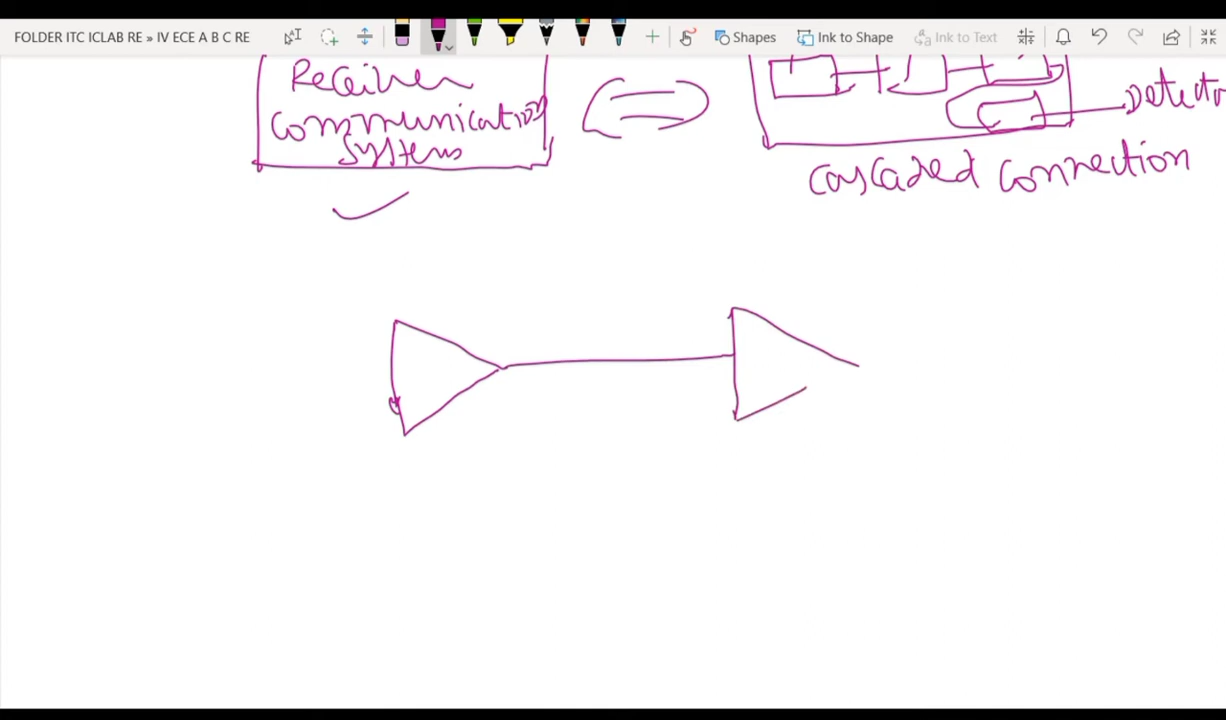 FOLDER ITC ICLAB RE » IV ECE A B C RE
Shapes
Ink to Shape
Ink to Text
Receiver
communication
systems
Detecto
cascaded connection